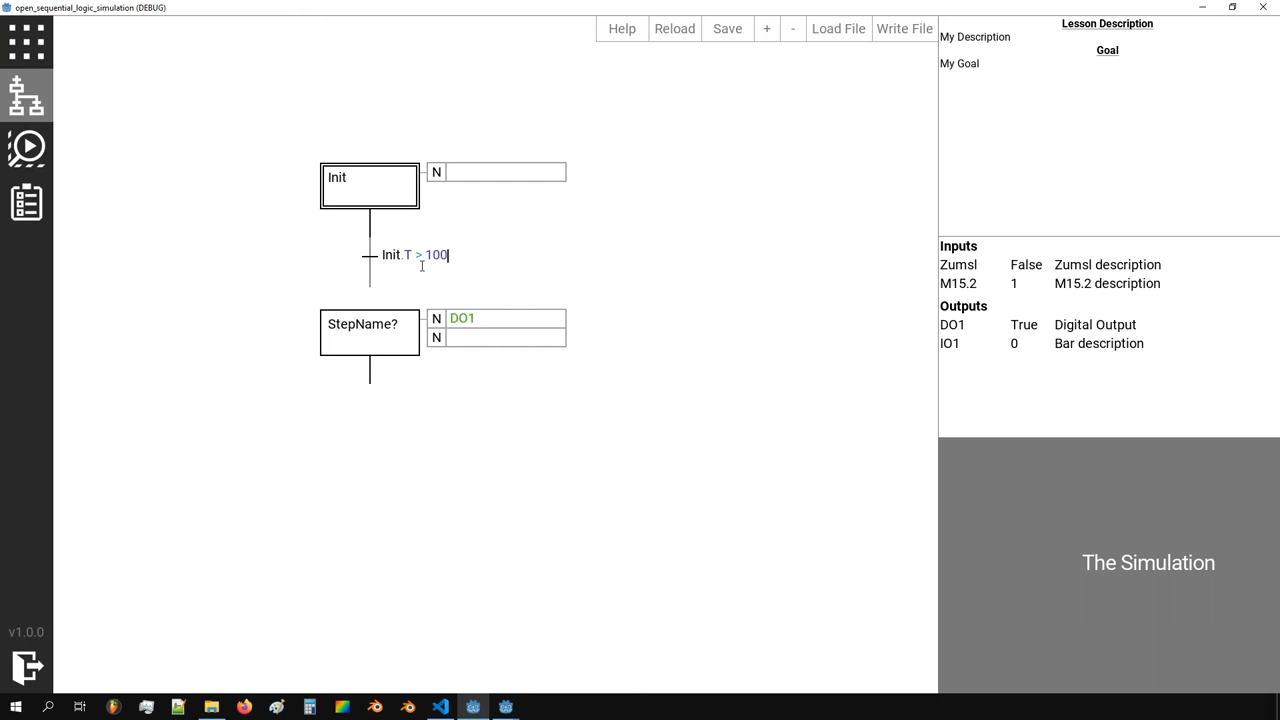 open_sequential_logic_simulation (DEBUG)
Help Reload Save + - Load File Write File
Lesson Description
My Description
Goal
My Goal
Init
N
Init.T > 100
StepName?
N DO1
N
Inputs
Zumsl False Zumsl description
M15.2 1 M15.2 description
Outputs
DO1 True Digital Output
IO1 0 Bar description
The Simulation
v1.0.0